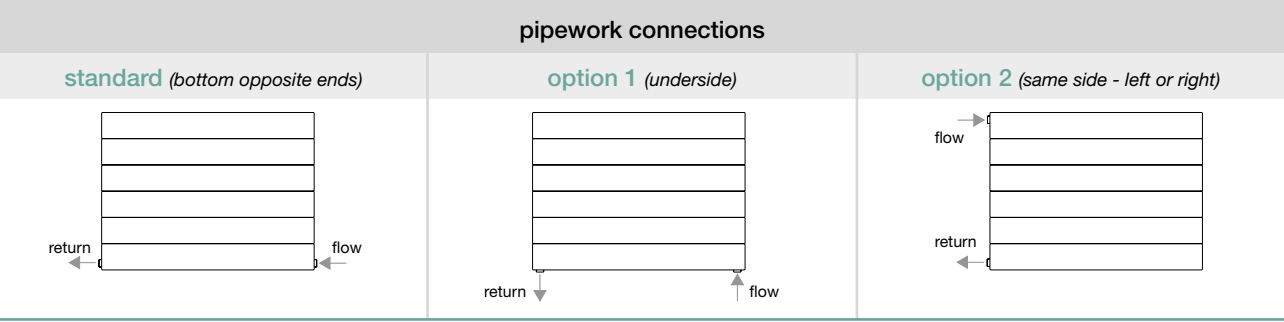 pipework connections
standard (bottom opposite ends)
option 1 (underside)
option 2 (same side - left or right)
return
flow
return
flow
flow
return